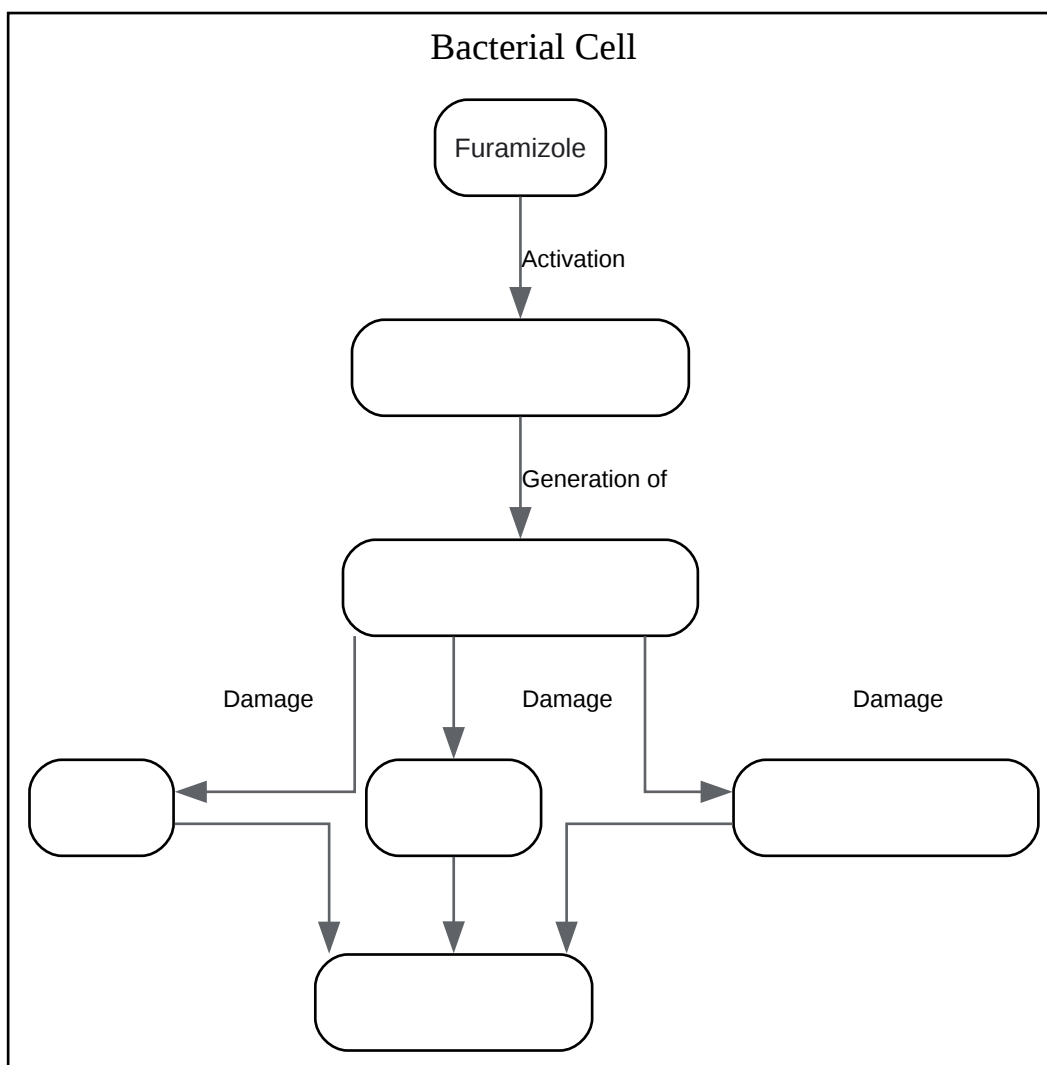 Bacterial Cell
Furamizole
Activation
Generation of
Damage
Damage
Damage